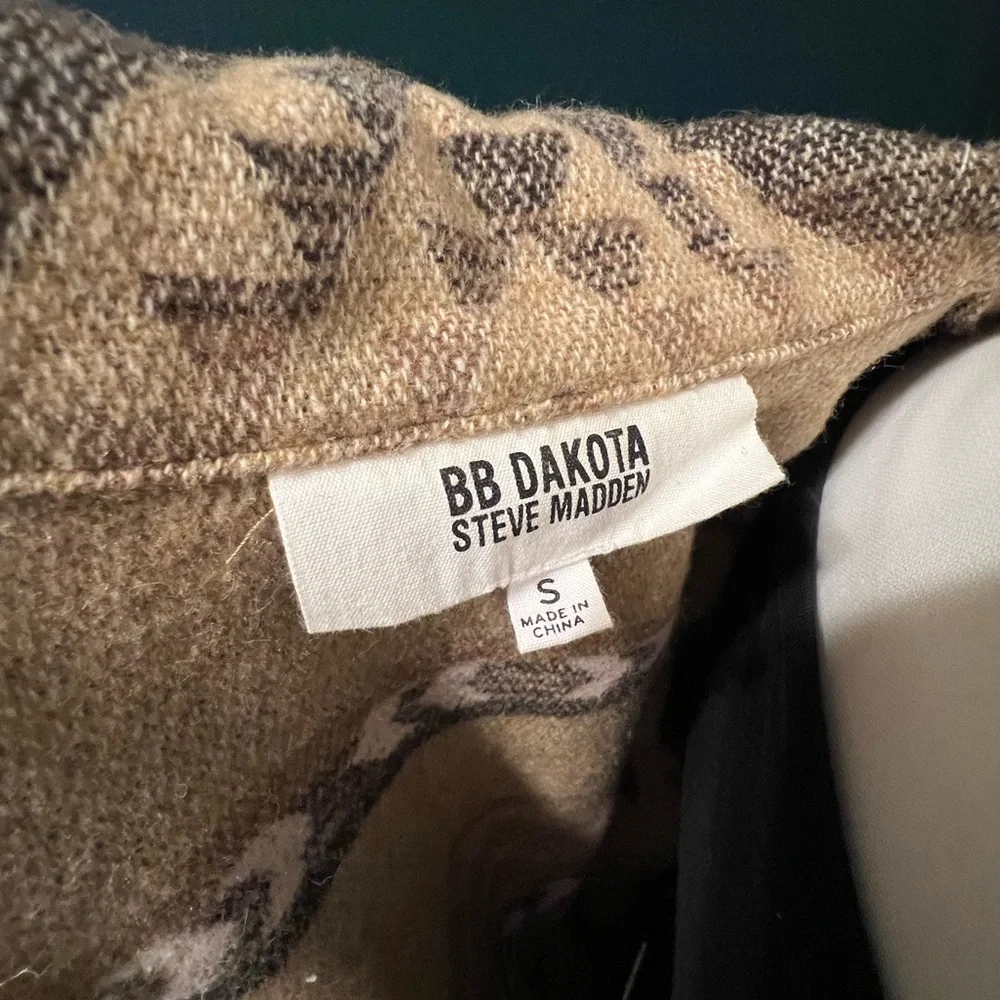 BB DAKOTA
STEVE MADDEN
S
MADE IN
CHINA